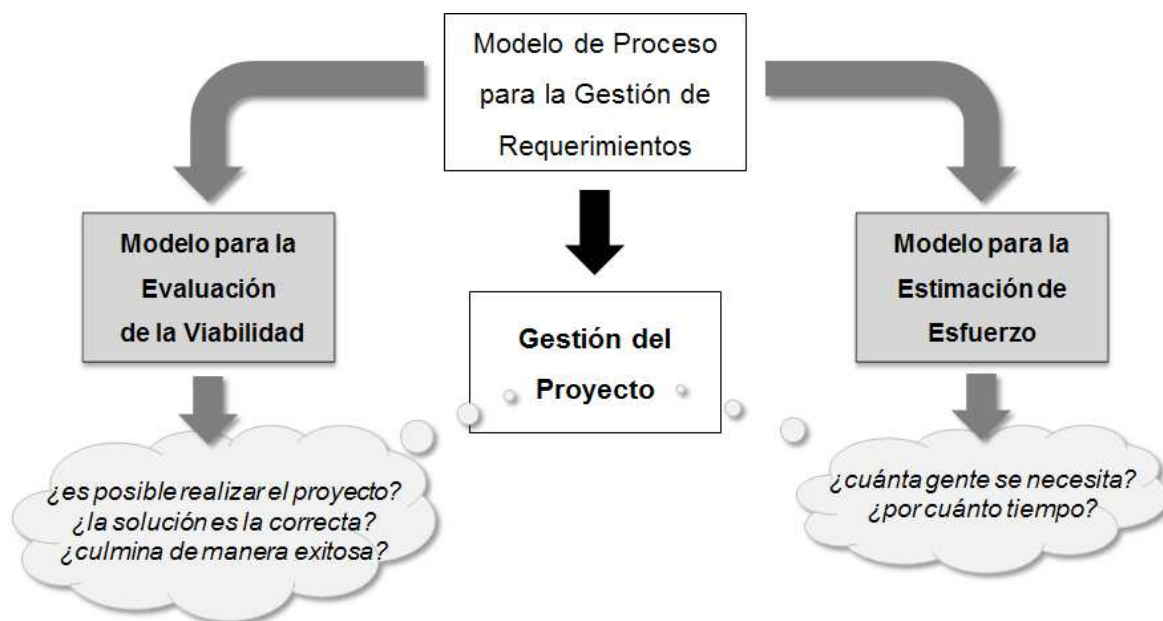 Modelo de Proceso
para la Gestión de
Requerimientos
Modelo para la
Evaluación
de la Viabilidad
Gestión del
Proyecto
Modelo para la
Estimación de
Esfuerzo
¿es posible realizar el proyecto?
¿la solución es la correcta?
¿culmina de manera exitosa?
¿cuánta gente se necesita?
¿por cuánto tiempo?